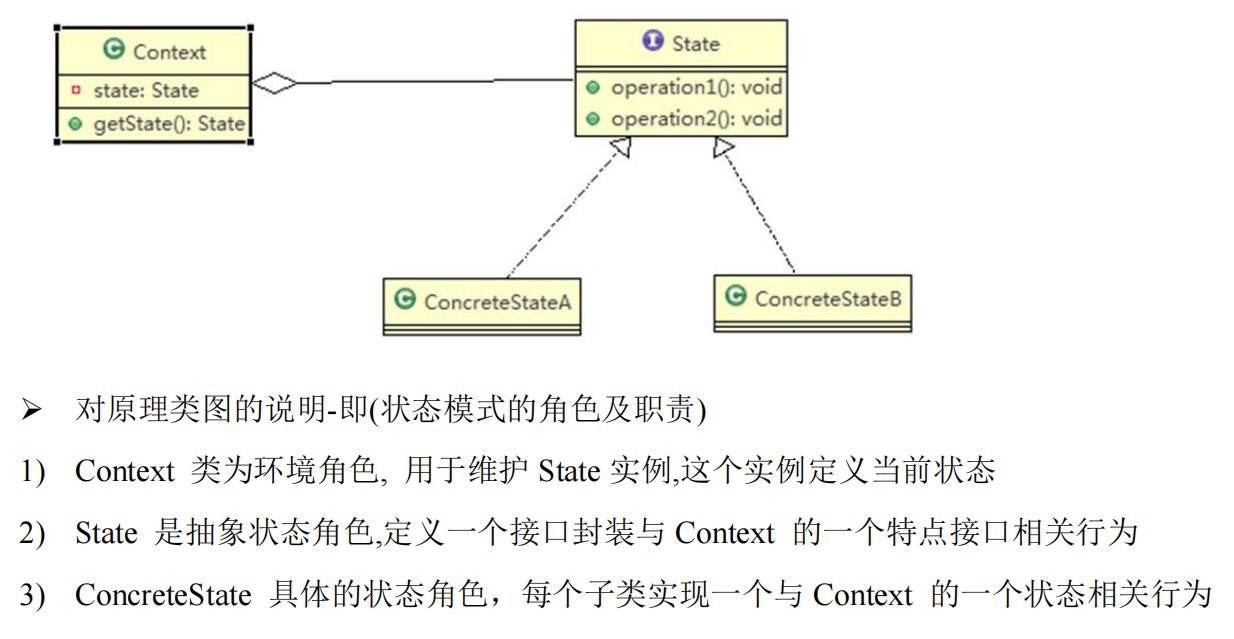 Context
state: State
getState(): State
State
operation1(): void
operation2(): void
ConcreteStateA
ConcreteStateB
➢ 对原理类图的说明-即(状态模式的角色及职责)
1) Context 类为环境角色, 用于维护 State 实例,这个实例定义当前状态
2) State 是抽象状态角色,定义一个接口封装与 Context 的一个特点接口相关行为
3) ConcreteState 具体的状态角色，每个子类实现一个与 Context 的一个状态相关行为